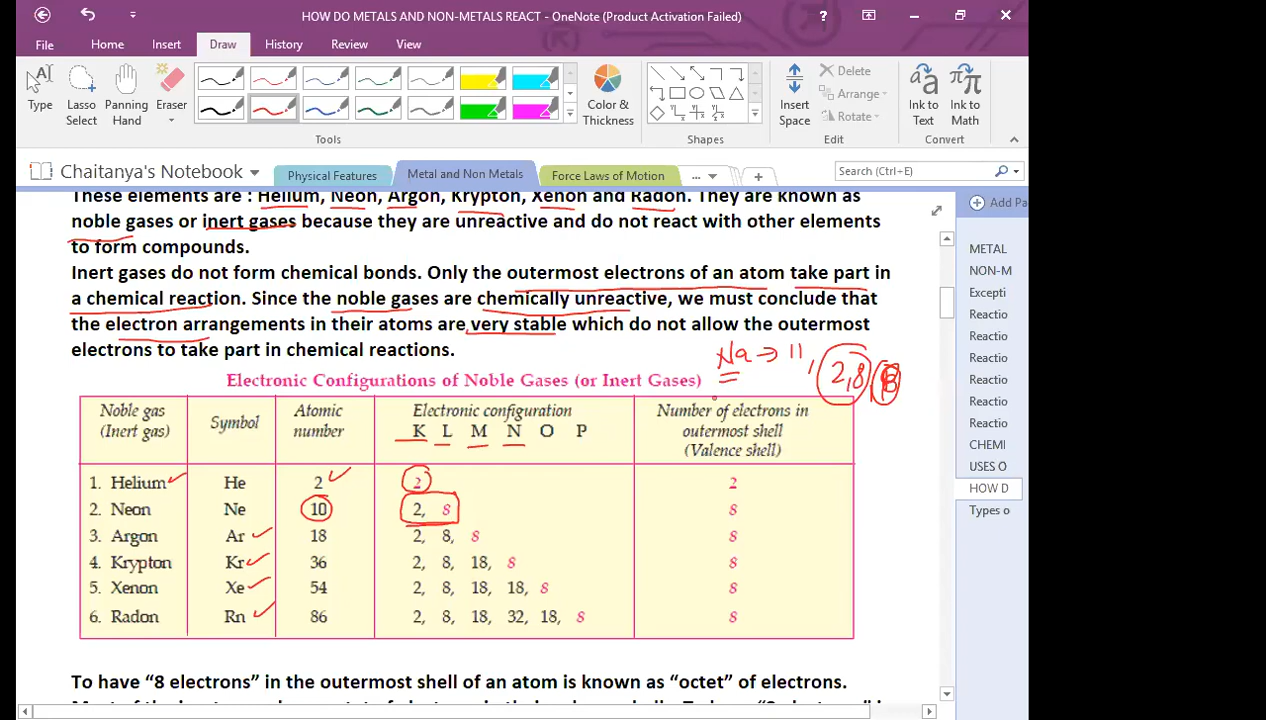 HOW DO METALS AND NON-METALS REACT - OneNote (Product Activation Failed)
?
File Home Insert Draw History Review View
Type
Lasso Select
Panning Hand
Eraser
Color & Thickness
Insert Space
Delete
Arrange
Rotate
Ink to Text
Ink to Math
Tools Shapes Edit Convert
Chaitanya's Notebook
Physical Features Metal and Non Metals Force Laws of Motion ... +
Search (Ctrl+E)
Add Pa
These elements are : Helium, Neon, Argon, Krypton, Xenon and Radon. They are known as
noble gases or inert gases because they are unreactive and do not react with other elements
to form compounds.
Inert gases do not form chemical bonds. Only the outermost electrons of an atom take part in
a chemical reaction. Since the noble gases are chemically unreactive, we must conclude that
the electron arrangements in their atoms are very stable which do not allow the outermost
electrons to take part in chemical reactions.
Na → 11, 2,8,
Electronic Configurations of Noble Gases (or Inert Gases)
Noble gas (Inert gas) Symbol Atomic number Electronic configuration K L M N O P Number of electrons in outermost shell (Valence shell)
1. Helium He 2 2 2
2. Neon Ne 10 2, 8 8
3. Argon Ar 18 2, 8, 8 8
4. Krypton Kr 36 2, 8, 18, 8 8
5. Xenon Xe 54 2, 8, 18, 18, 8 8
6. Radon Rn 86 2, 8, 18, 32, 18, 8 8
To have “8 electrons” in the outermost shell of an atom is known as “octet” of electrons.
METAL
NON-M
Excepti
Reactio
Reactio
Reactio
Reactio
Reactio
Reactio
CHEMI
USES O
HOW D
Types o